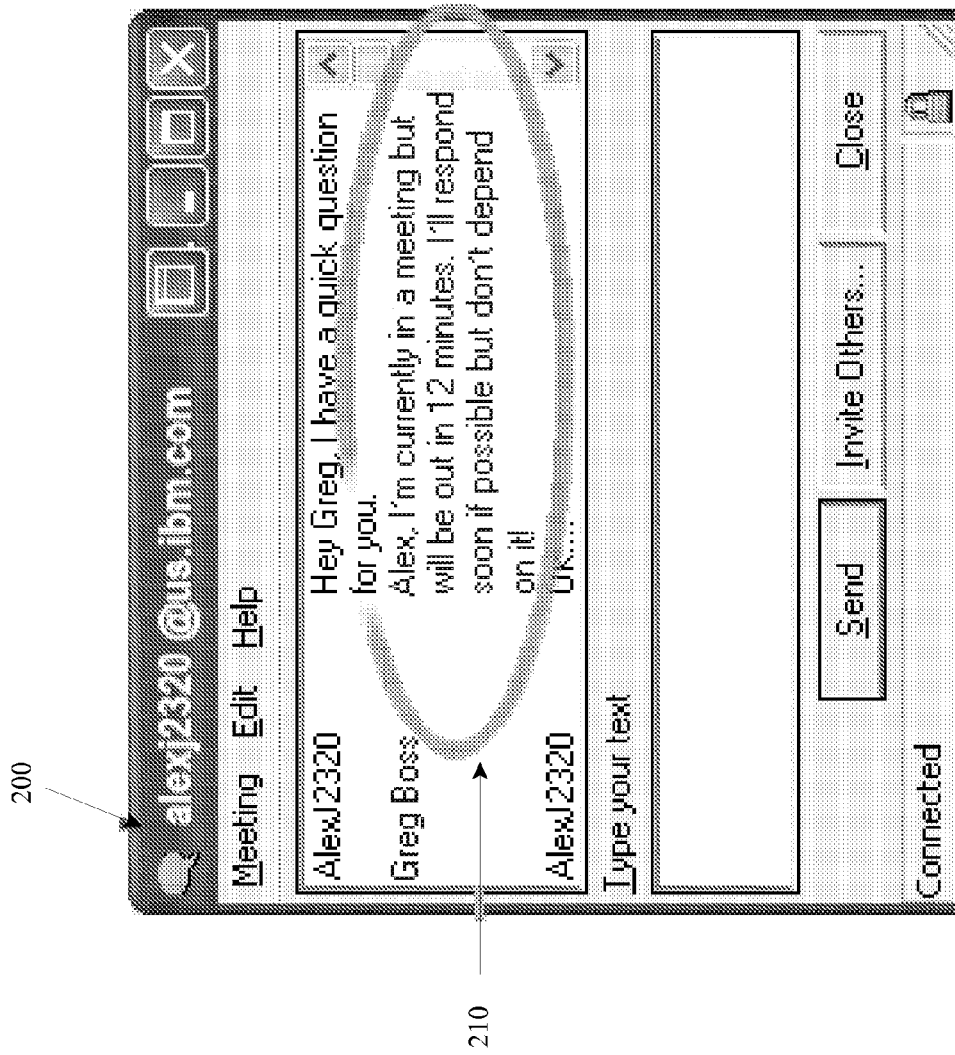 200
alexj2320 @us.ibm.com
Meeting Edit Help
AlexJ2320 Hey Greg, I have a quick question
for you.
Greg Boss Alex, I'm currently in a meeting but
will be out in 12 minutes. I'll respond
soon if possible but don't depend
on it!
AlexJ2320 OK....
Type your text
Send Invite Others... Close
Connected
210